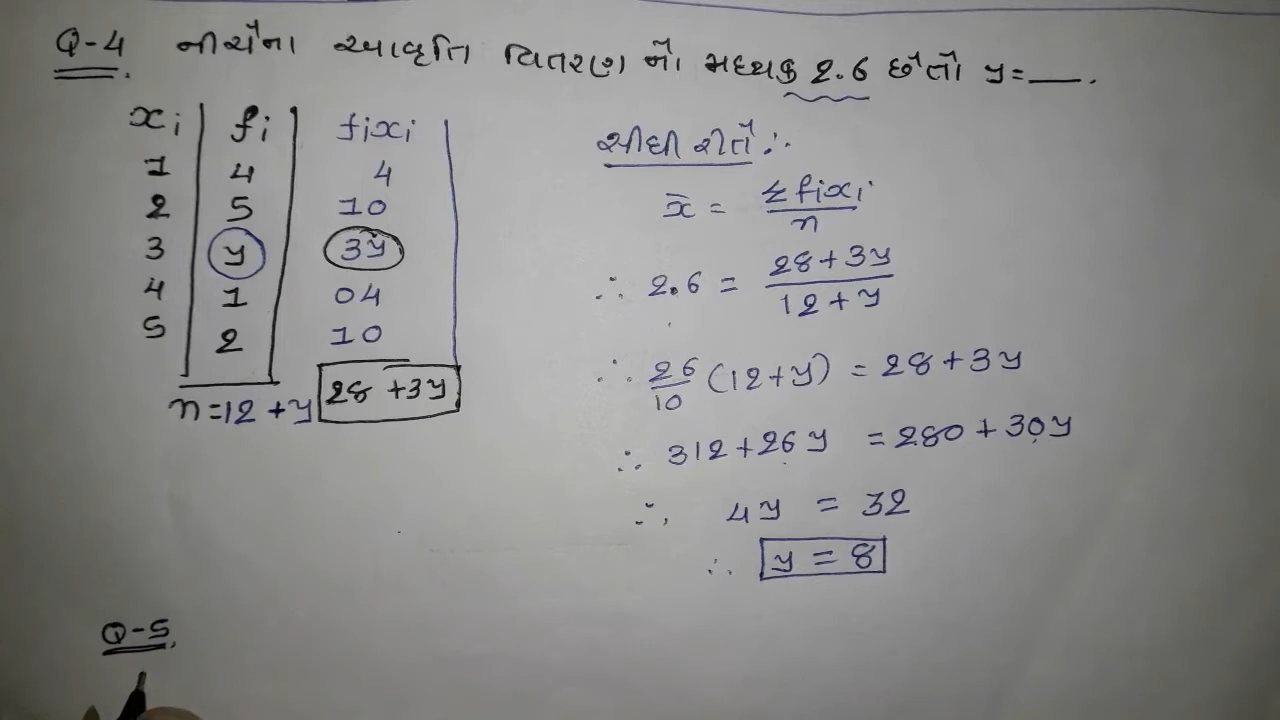 Q-4 નીચેના આવૃત્તિ વિતરણ નો મધ્યક 2.6 છેતો y=___.
xi fi fixi
1 4 4
2 5 10
3 y 3y
4 1 04
5 2 10
n=12+y 28+3y
સીધી રીતે :-
x̄ = Σfixi/n
∴ 2.6 = 28+3y/12+y
∴ 26/10 (12+y) = 28+3y
∴ 312+26y = 280+30y
∴ 4y = 32
∴ y = 8
Q-5.